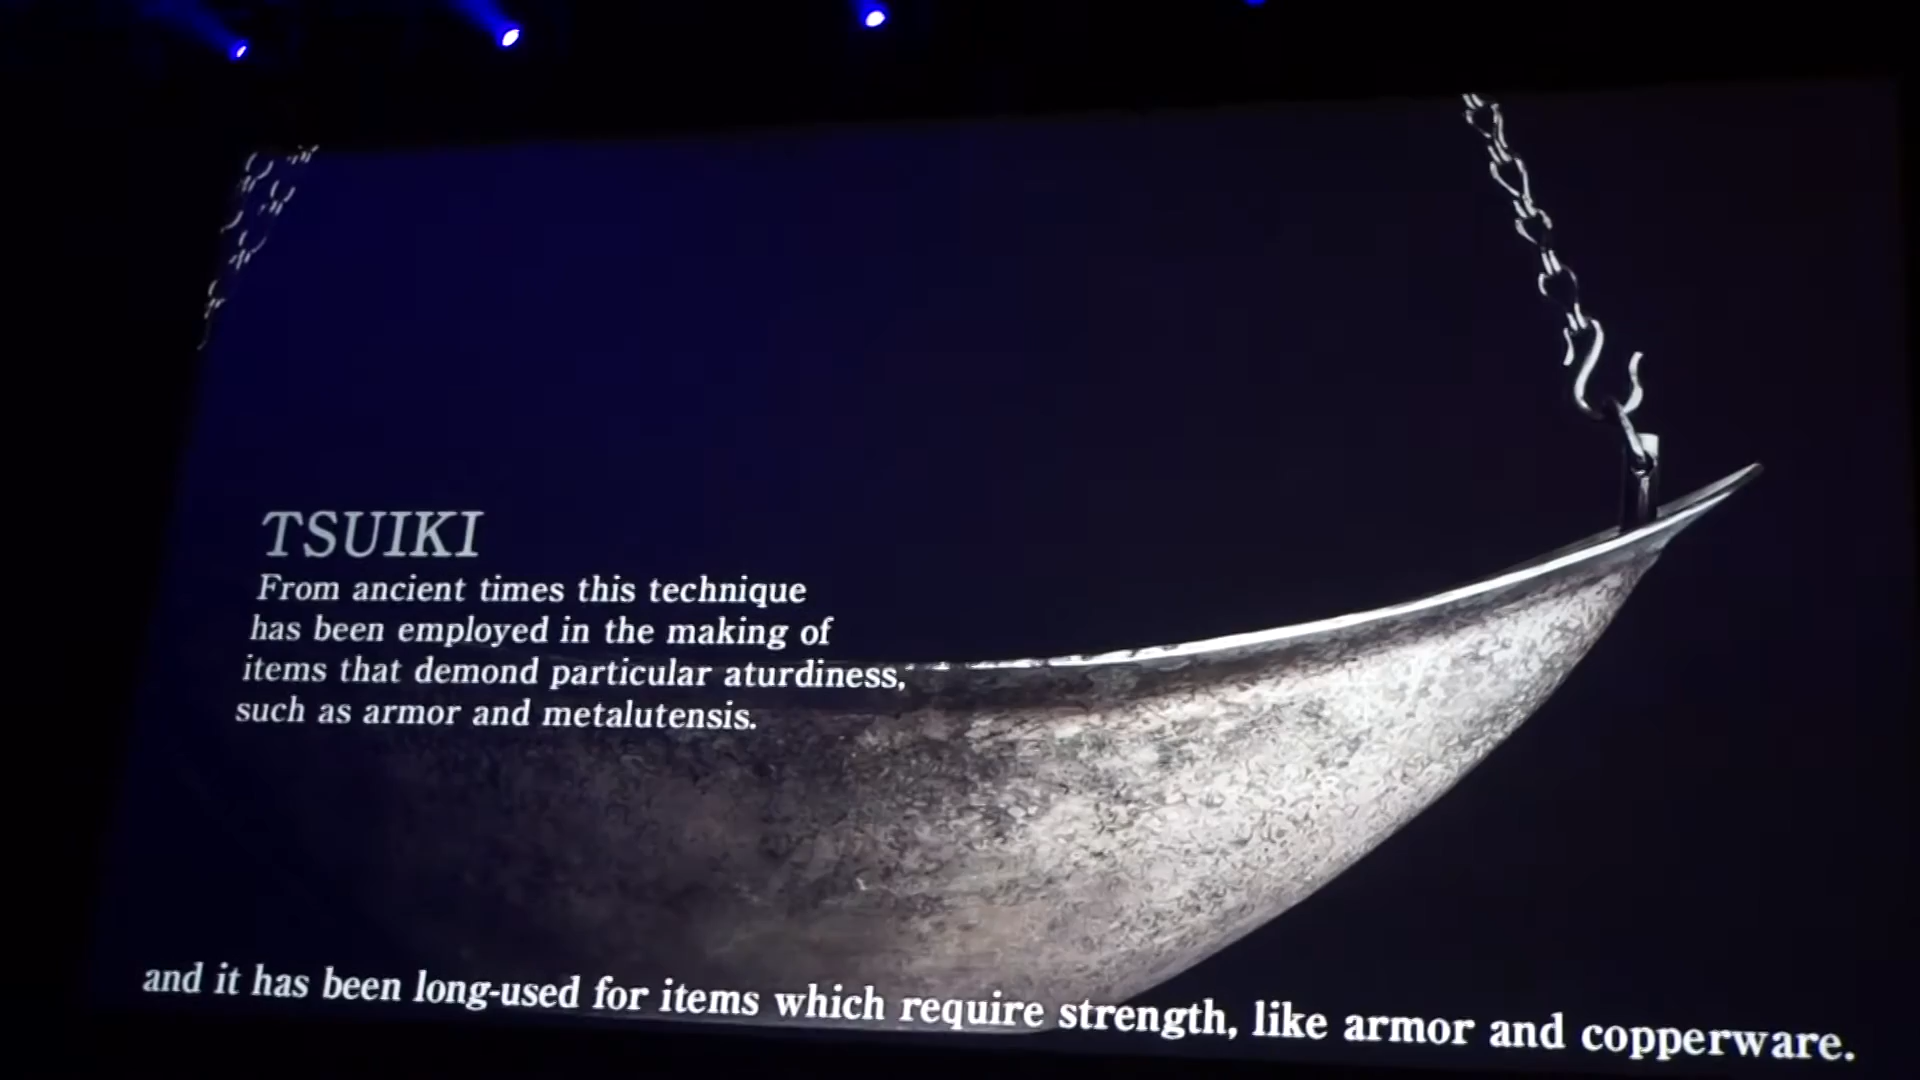 TSUIKI
From ancient times this technique
has been employed in the making of
items that demond particular aturdiness,
such as armor and metalutensis.
and it has been long-used for items which require strength, like armor and copperware.